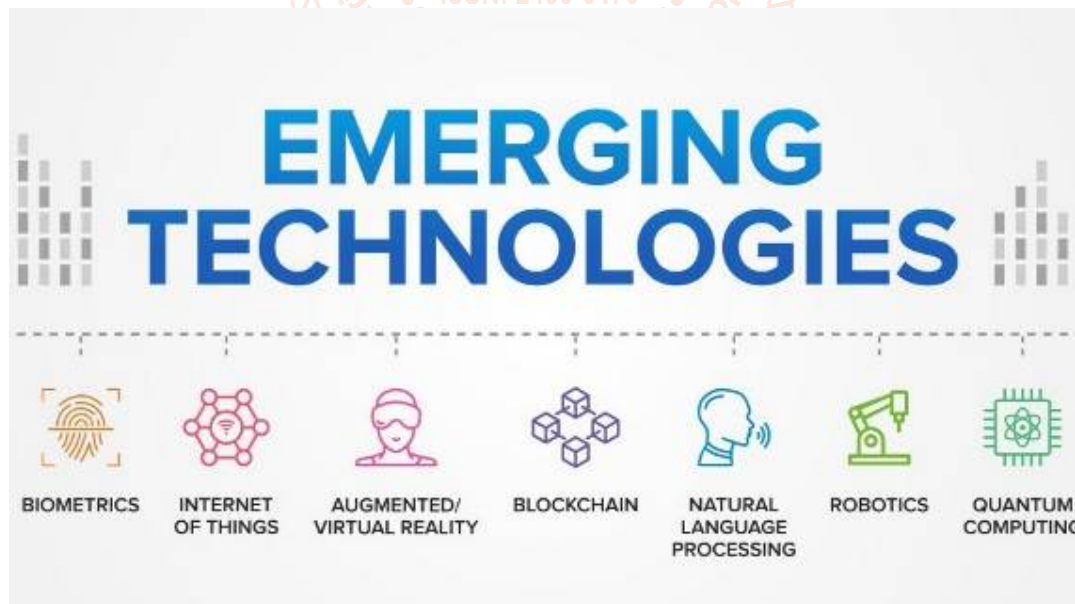 EMERGING
TECHNOLOGIES
BIOMETRICS
INTERNET
OF THINGS
AUGMENTED/
VIRTUAL REALITY
BLOCKCHAIN
NATURAL
LANGUAGE
PROCESSING
ROBOTICS
QUANTUM
COMPUTING